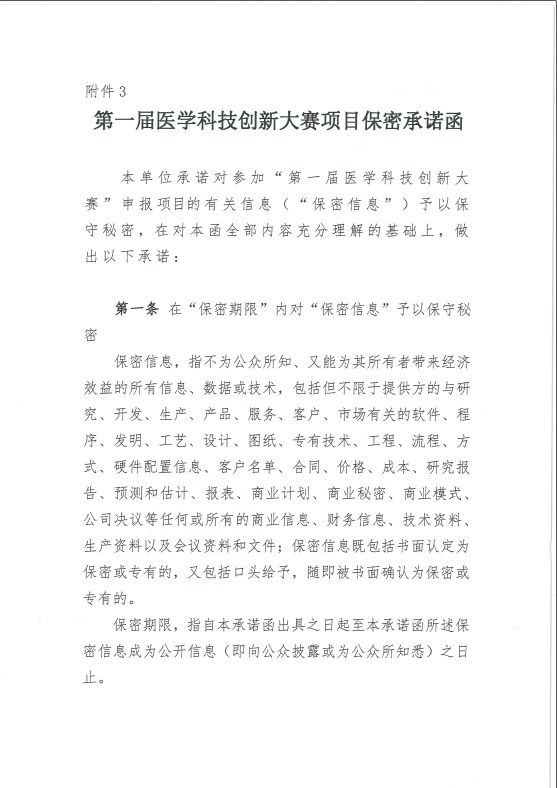 附件3
第一届医学科技创新大赛项目保密承诺函
本单位承诺对参加“第一届医学科技创新大
赛”申报项目的有关信息（“保密信息”）予以保
守秘密，在对本函全部内容充分理解的基础上，做
出以下承诺：
第一条 在“保密期限”内对“保密信息”予以保守秘
密
保密信息，指不为公众所知、又能为其所有者带来经济
效益的所有信息、数据或技术，包括但不限于提供方的与研
究、开发、生产、产品、服务、客户、市场有关的软件、程
序、发明、工艺、设计、图纸、专有技术、工程、流程、方
式、硬件配置信息、客户名单、合同、价格、成本、研究报
告、预测和估计、报表、商业计划、商业秘密、商业模式、
公司决议等任何或所有的商业信息、财务信息、技术资料、
生产资料以及会议资料和文件；保密信息既包括书面认定为
保密或专有的，又包括口头给予，随即被书面确认为保密或
专有的。
保密期限，指自本承诺函出具之日起至本承诺函所述保
密信息成为公开信息（即向公众披露或为公众所知悉）之日
止。